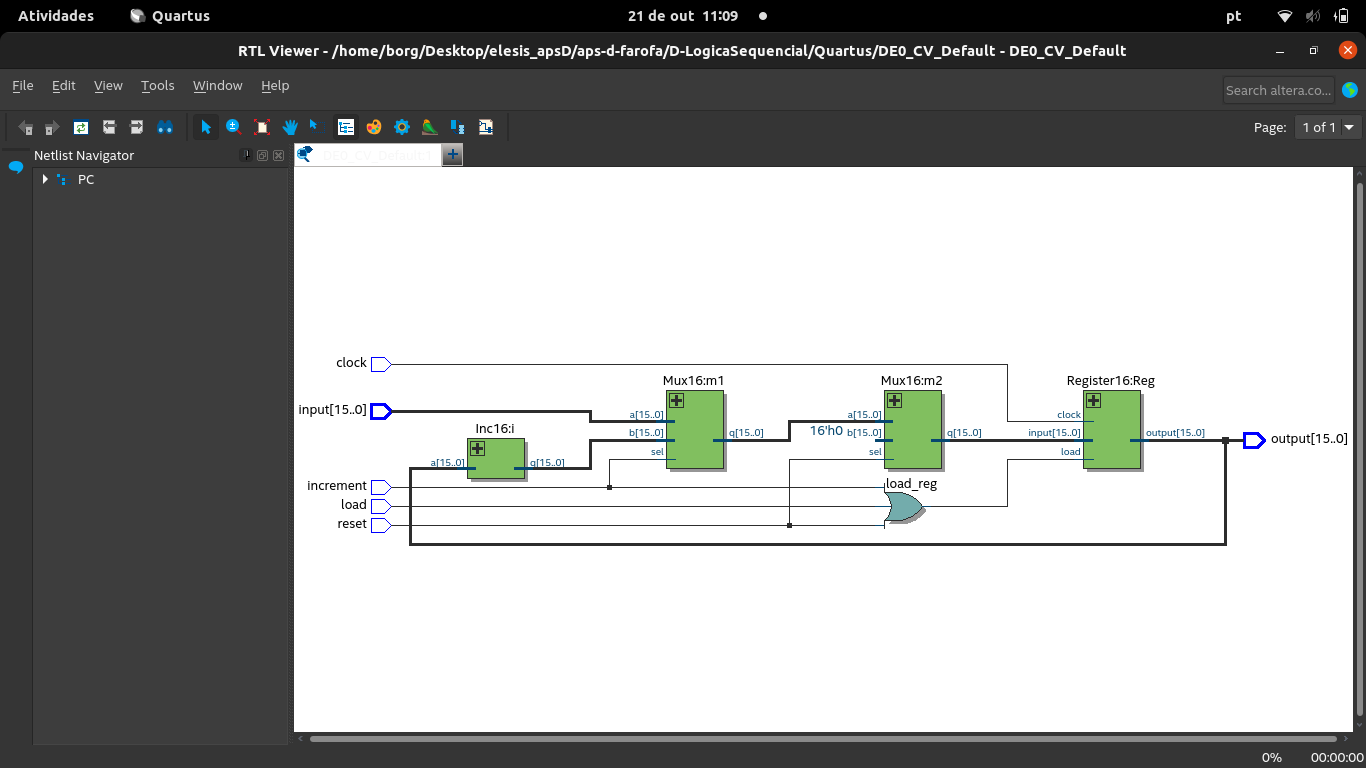 Atividades Quartus 21 de out 11:09 pt
RTL Viewer - /home/borg/Desktop/elesis_apsD/aps-d-farofa/D-LogicaSequencial/Quartus/DE0_CV_Default - DE0_CV_Default
File Edit View Tools Window Help
Search altera.co...
Page: 1 of 1
Netlist Navigator
PC
clock
Mux16:m1
Mux16:m2
Register16:Reg
input[15..0]
a[15..0]
a[15..0]
clock
Inc16:i
b[15..0]
q[15..0]
16'h0
b[15..0]
q[15..0]
input[15..0]
output[15..0]
output[15..0]
sel
sel
load
a[15..0]
q[15..0]
increment
load_reg
load
reset
0% 00:00:00